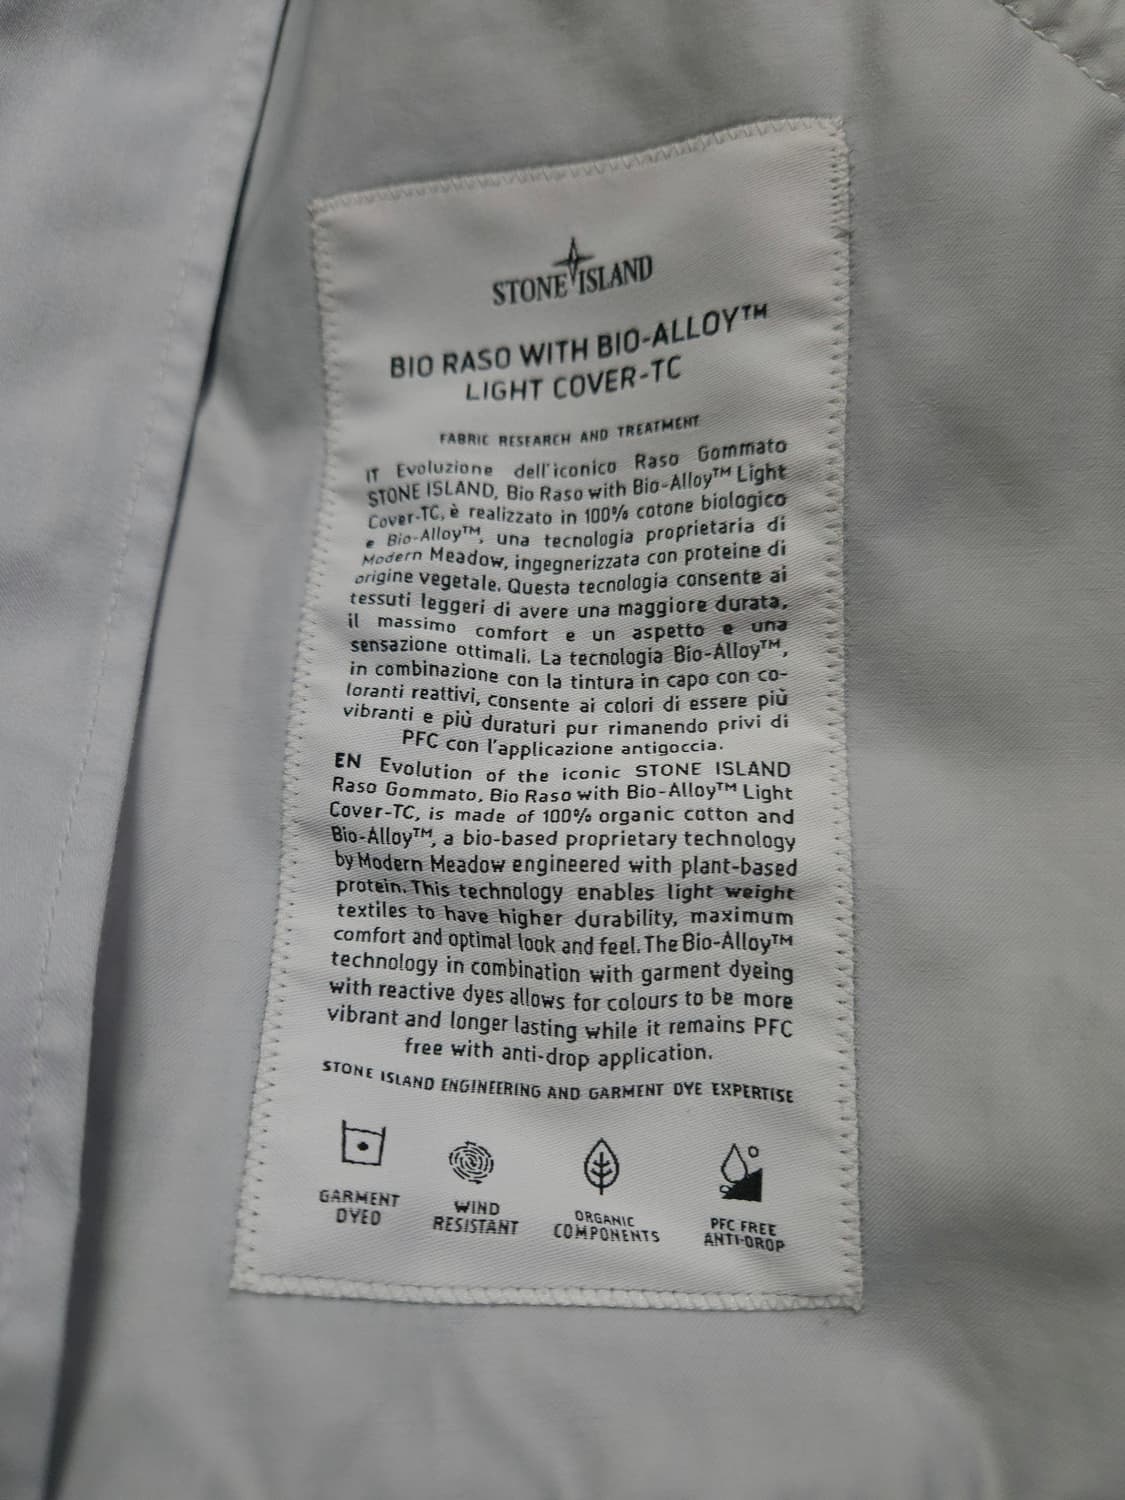 STONE ISLAND
BIO RASO WITH BIO-ALLOY™
LIGHT COVER-TC
FABRIC RESEARCH AND TREATMENT
IT Evoluzione dell'iconico Raso Gommato
STONE ISLAND, Bio Raso with Bio-Alloy™ Light
Cover-TC, è realizzato in 100% cotone biologico
e Bio-Alloy™, una tecnologia proprietaria di
Modern Meadow, ingegnerizzata con proteine di
origine vegetale. Questa tecnologia consente ai
tessuti leggeri di avere una maggiore durata,
il massimo comfort e un aspetto e una
sensazione ottimali. La tecnologia Bio-Alloy™,
in combinazione con la tintura in capo con co-
loranti reattivi, consente ai colori di essere più
vibranti e più duraturi pur rimanendo privi di
PFC con l'applicazione antigoccia.
EN Evolution of the iconic STONE ISLAND
Raso Gommato, Bio Raso with Bio-Alloy™ Light
Cover-TC, is made of 100% organic cotton and
Bio-Alloy™, a bio-based proprietary technology
by Modern Meadow engineered with plant-based
protein. This technology enables light weight
textiles to have higher durability, maximum
comfort and optimal look and feel. The Bio-Alloy™
technology in combination with garment dyeing
with reactive dyes allows for colours to be more
vibrant and longer lasting while it remains PFC
free with anti-drop application.
STONE ISLAND ENGINEERING AND GARMENT DYE EXPERTISE
GARMENT
DYED
WIND
RESISTANT
ORGANIC
COMPONENTS
PFC FREE
ANTI-DROP